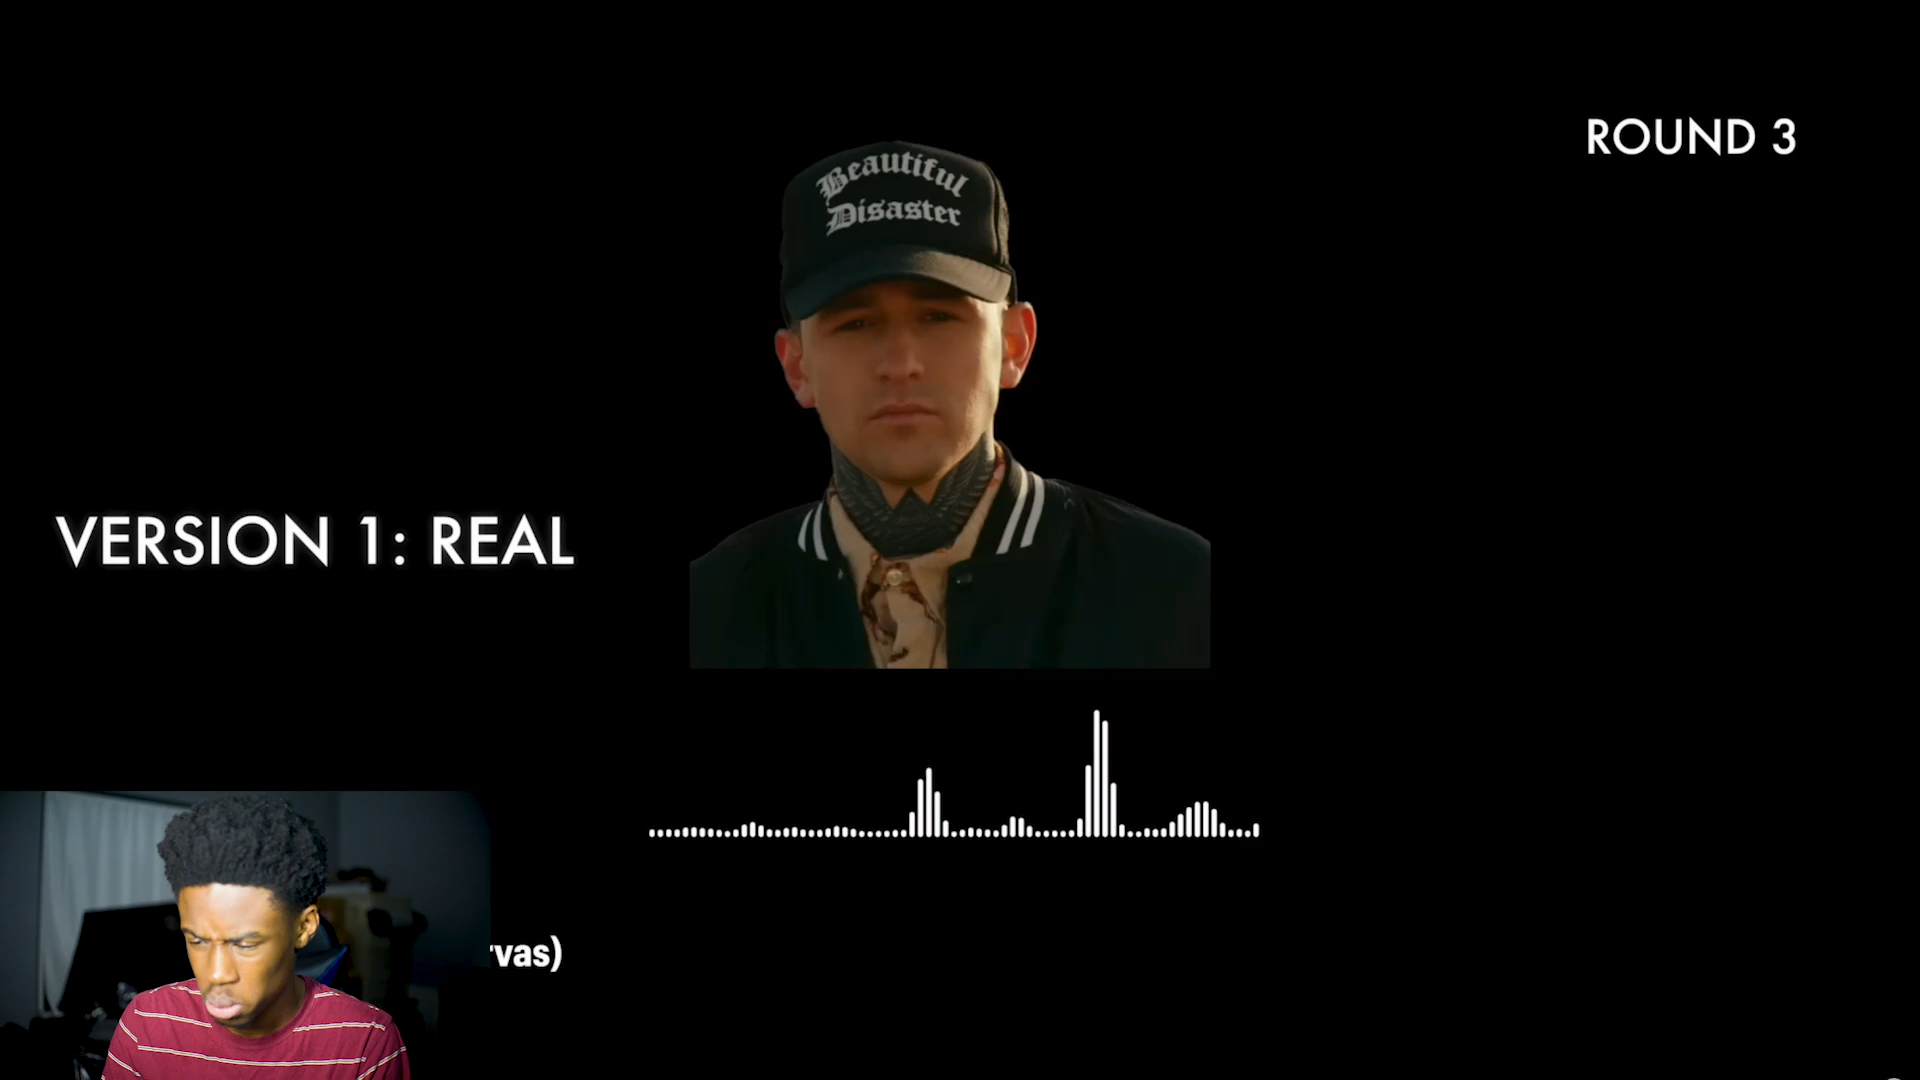 ROUND 3
Beautiful
Disaster
VERSION 1: REAL
rvas)